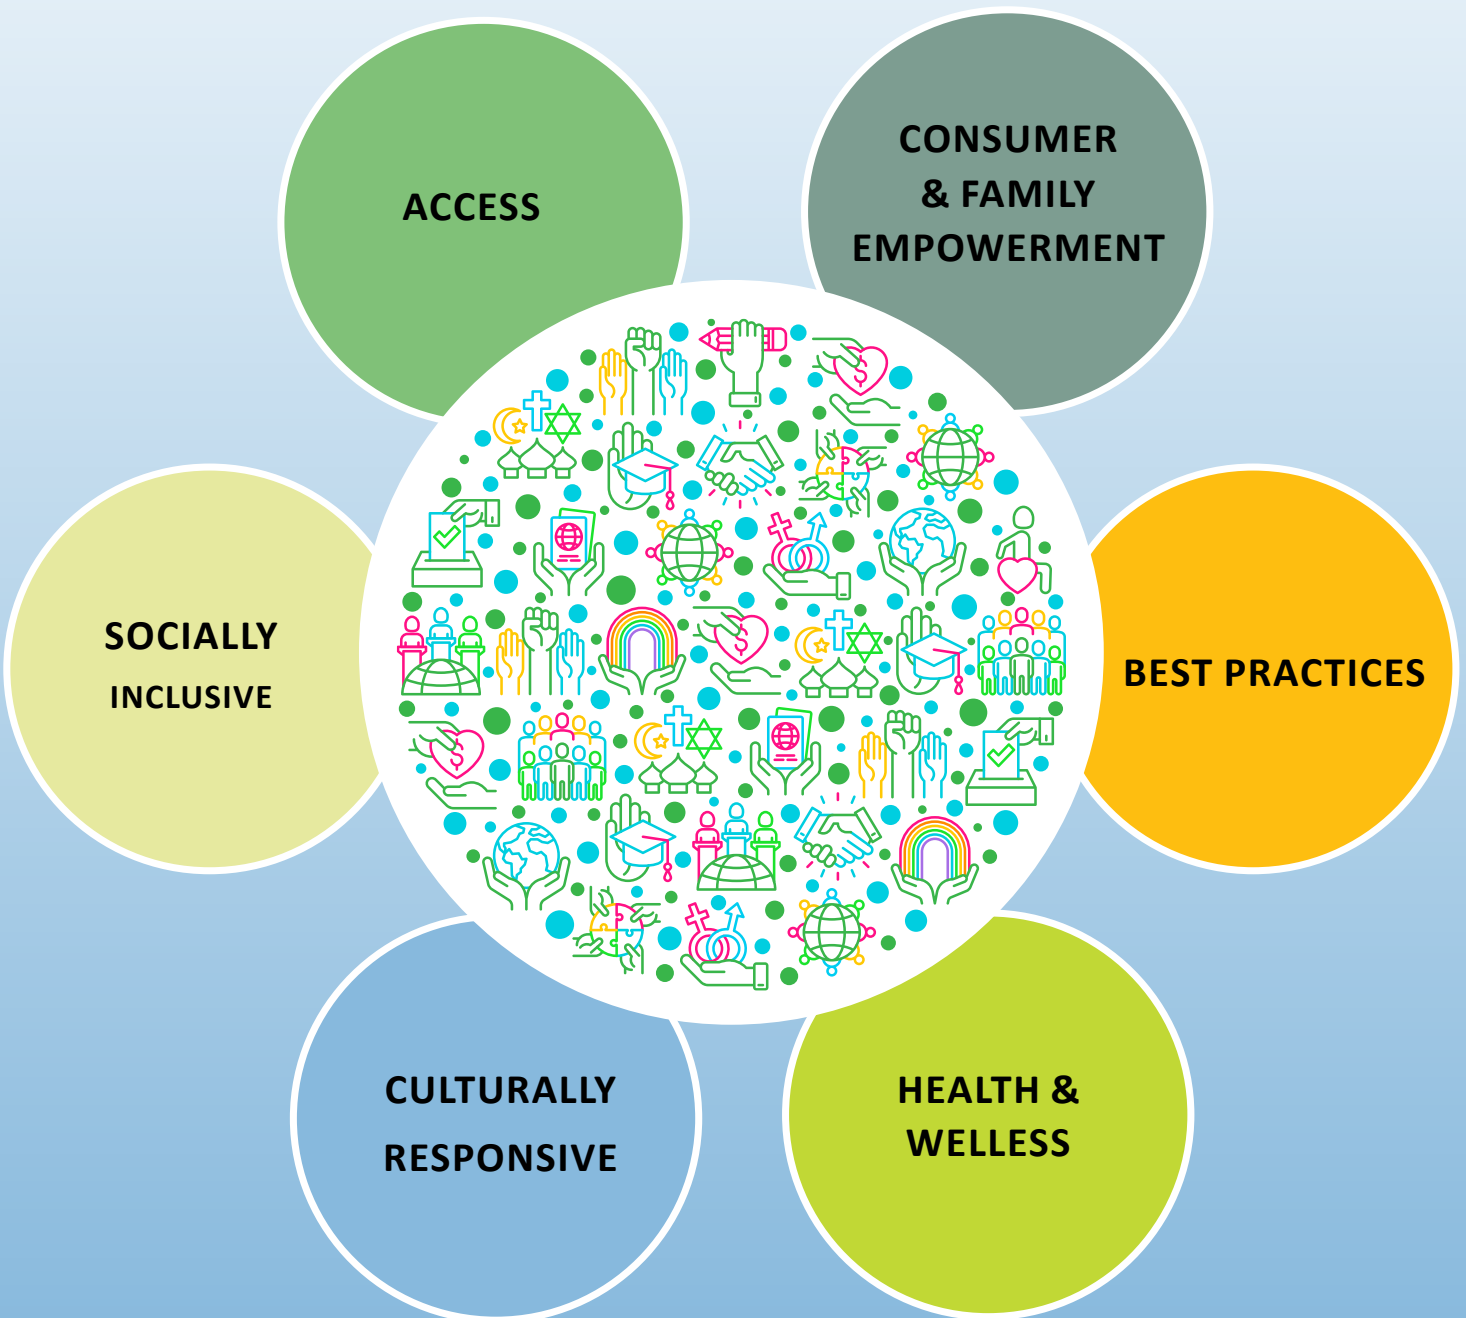 ACCESS
CONSUMER
& FAMILY
EMPOWERMENT
SOCIALLY
INCLUSIVE
BEST PRACTICES
CULTURALLY
RESPONSIVE
HEALTH &
WELLESS